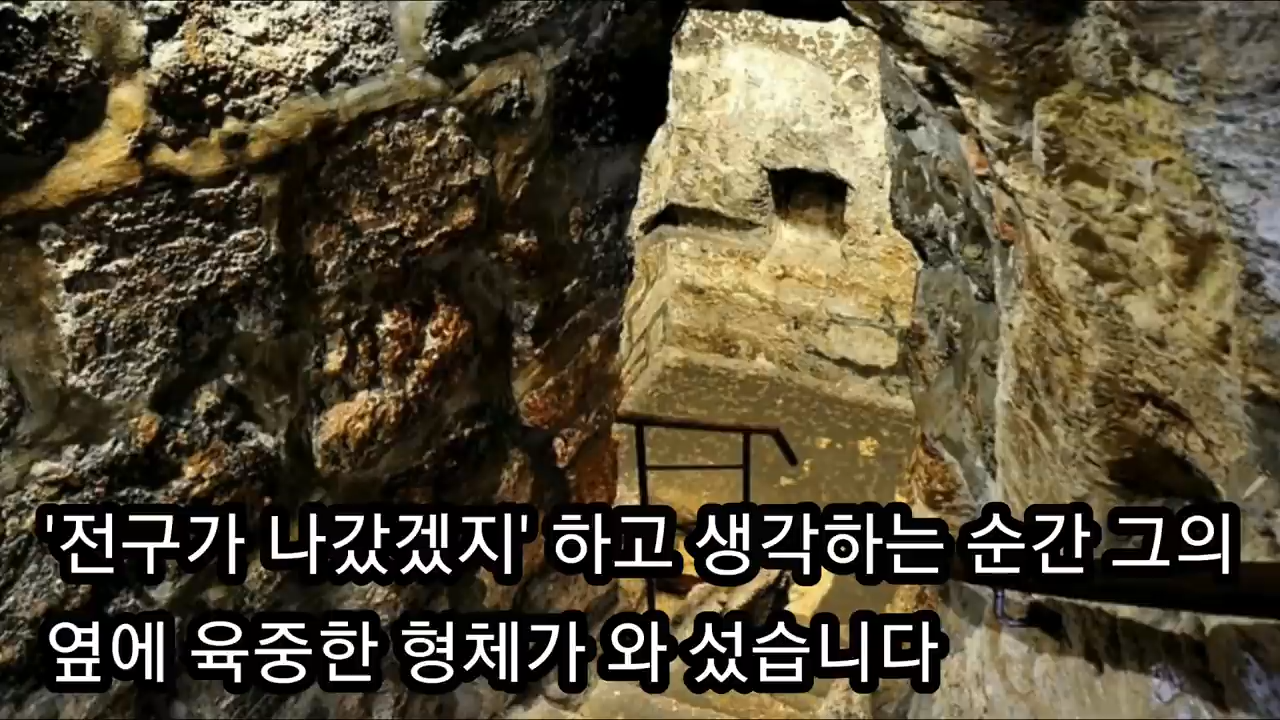 '전구가 나갔겠지' 하고 생각하는 순간 그의
옆에 육중한 형체가 와 섰습니다